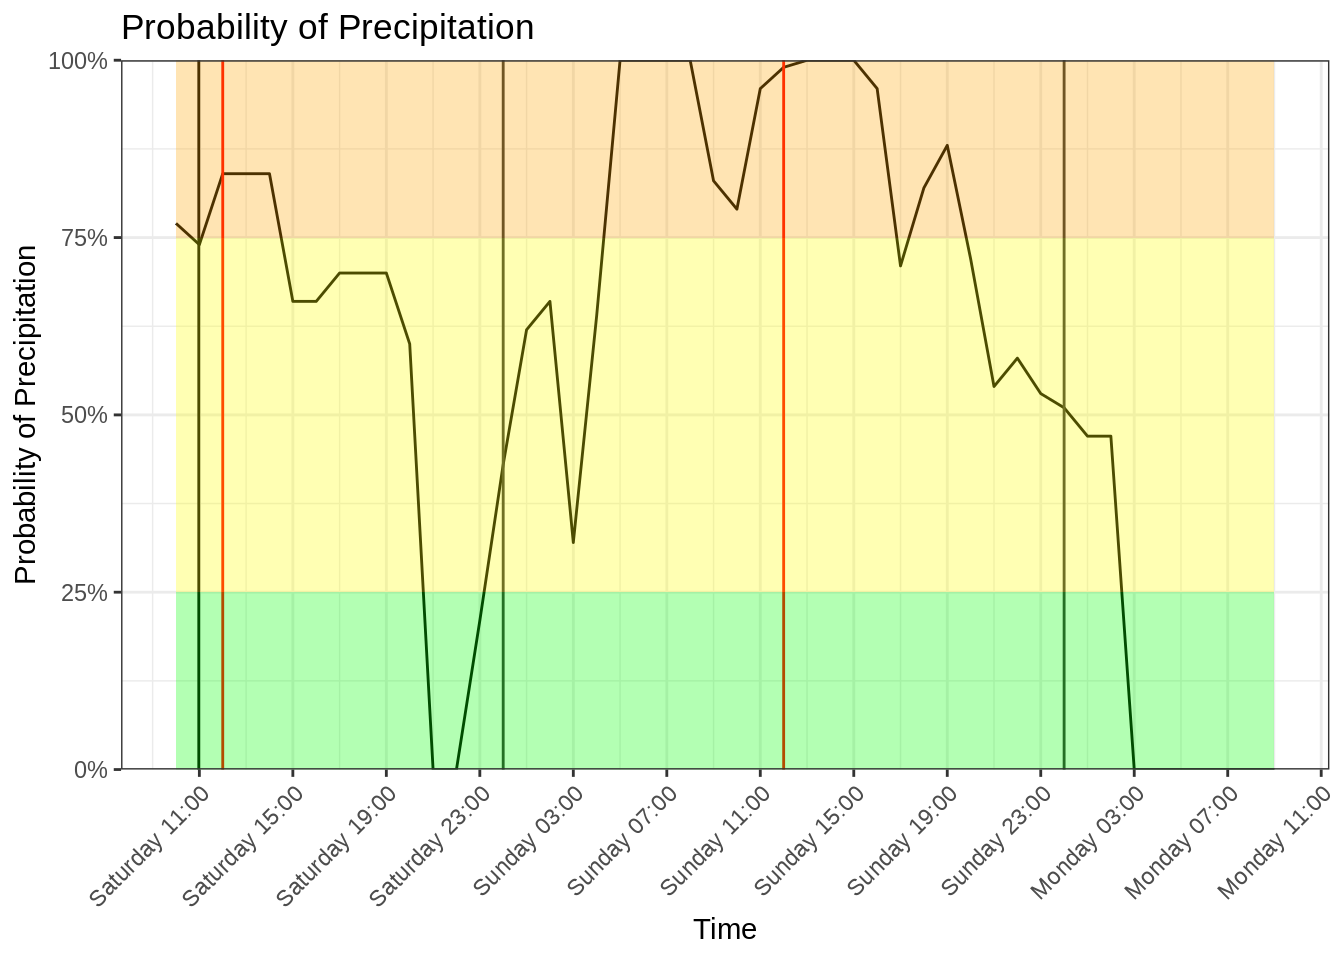 Probability of Precipitation
Probability of Precipitation
100%
75%
50%
25%
0%
Saturday 11:00
Saturday 15:00
Saturday 19:00
Saturday 23:00
Sunday 03:00
Sunday 07:00
Sunday 11:00
Sunday 15:00
Sunday 19:00
Sunday 23:00
Monday 03:00
Monday 07:00
Monday 11:00
Time